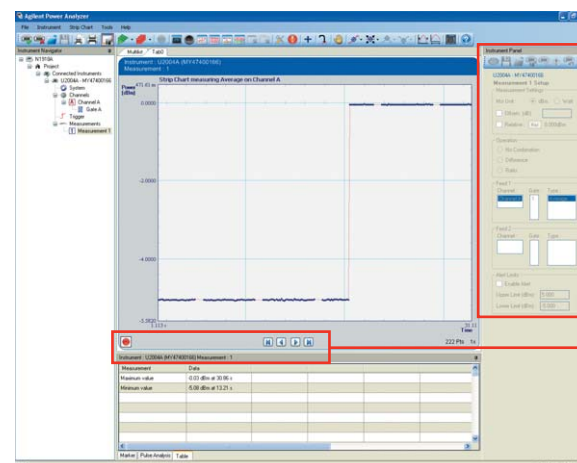 Agilent Power Analyzer
File Instrument Strip Chart Tools Help
Instrument Navigator
N1918A
Project
Connected Instruments
U2004A (MY47400166)
System
Channels
Channel A
Gate A
Trigger
Measurements
Measurement 1
Multilist Tab0
Instrument : U2004A (MY47400166)
Measurement : 1
Strip Chart measuring Average on Channel A
Power
(dBm)
0.0000
-2.0000
-4.0000
Time
222 Pts
Instrument : U2004A (MY47400166) Measurement : 1
Measurement Data
Maximum value -0.03 dBm at 30.06 s
Minimum value -5.08 dBm at 13.21 s
Marker Pulse Analysis Table
Instrument Panel
U2004A - MY47400166
Measurement 1 Setup
Measurement Settings
dBm Watt
Offsets (dB)
Relative
Operation
No Combination
Difference
Ratio
Feed 1
Channel Gate Type
Channel A 1 Average
Feed 2
Channel Gate Type
Alert Limits
Enable Alert
Upper Limit (dBm)
Lower Limit (dBm)